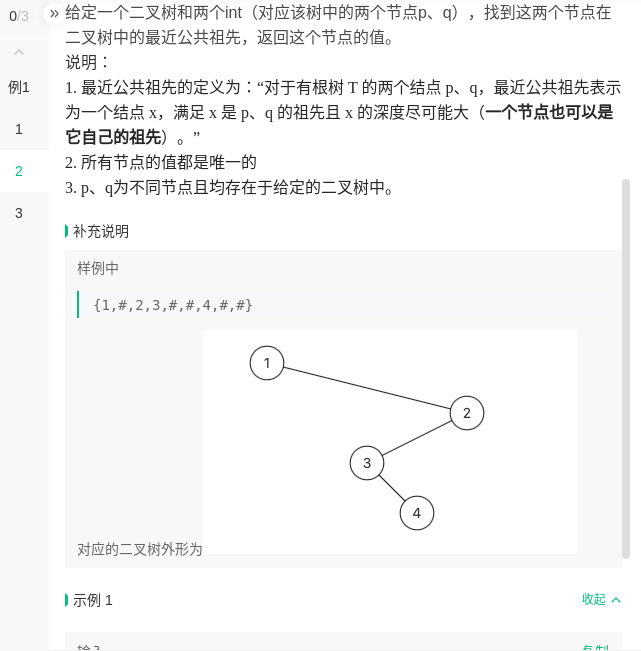 0/3
例1
1
2
3
给定一个二叉树和两个int（对应该树中的两个节点p、q），找到这两个节点在
二叉树中的最近公共祖先，返回这个节点的值。
说明：
1. 最近公共祖先的定义为：“对于有根树 T 的两个结点 p、q，最近公共祖先表示
为一个结点 x，满足 x 是 p、q 的祖先且 x 的深度尽可能大（一个节点也可以是
它自己的祖先）。”
2. 所有节点的值都是唯一的
3. p、q为不同节点且均存在于给定的二叉树中。
补充说明
样例中
{1,#,2,3,#,#,4,#,#}
1
2
3
4
对应的二叉树外形为
示例 1
收起
输入
复制